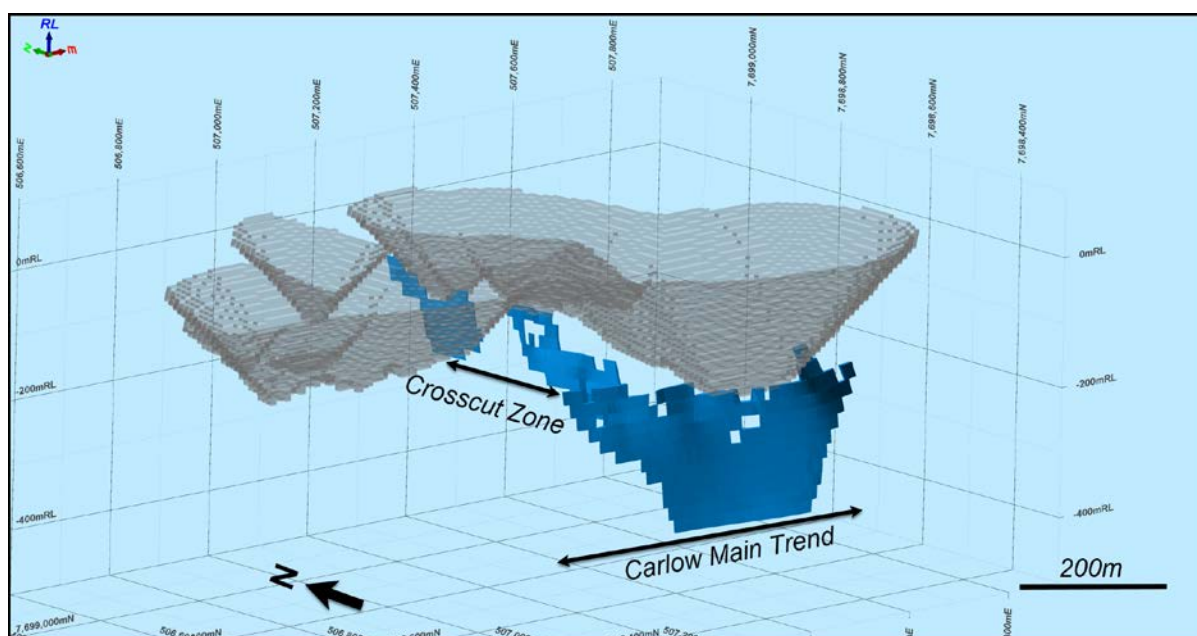 RL
N
E
506,600mE
506,800mE
507,000mE
507,200mE
507,400mE
507,600mE
507,800mE
7,699,000mN
7,698,800mN
7,698,600mN
7,698,400mN
0mRL
0mRL
-200mRL
-200mRL
-400mRL
-400mRL
Crosscut Zone
Carlow Main Trend
N
200m
7,699,000mN